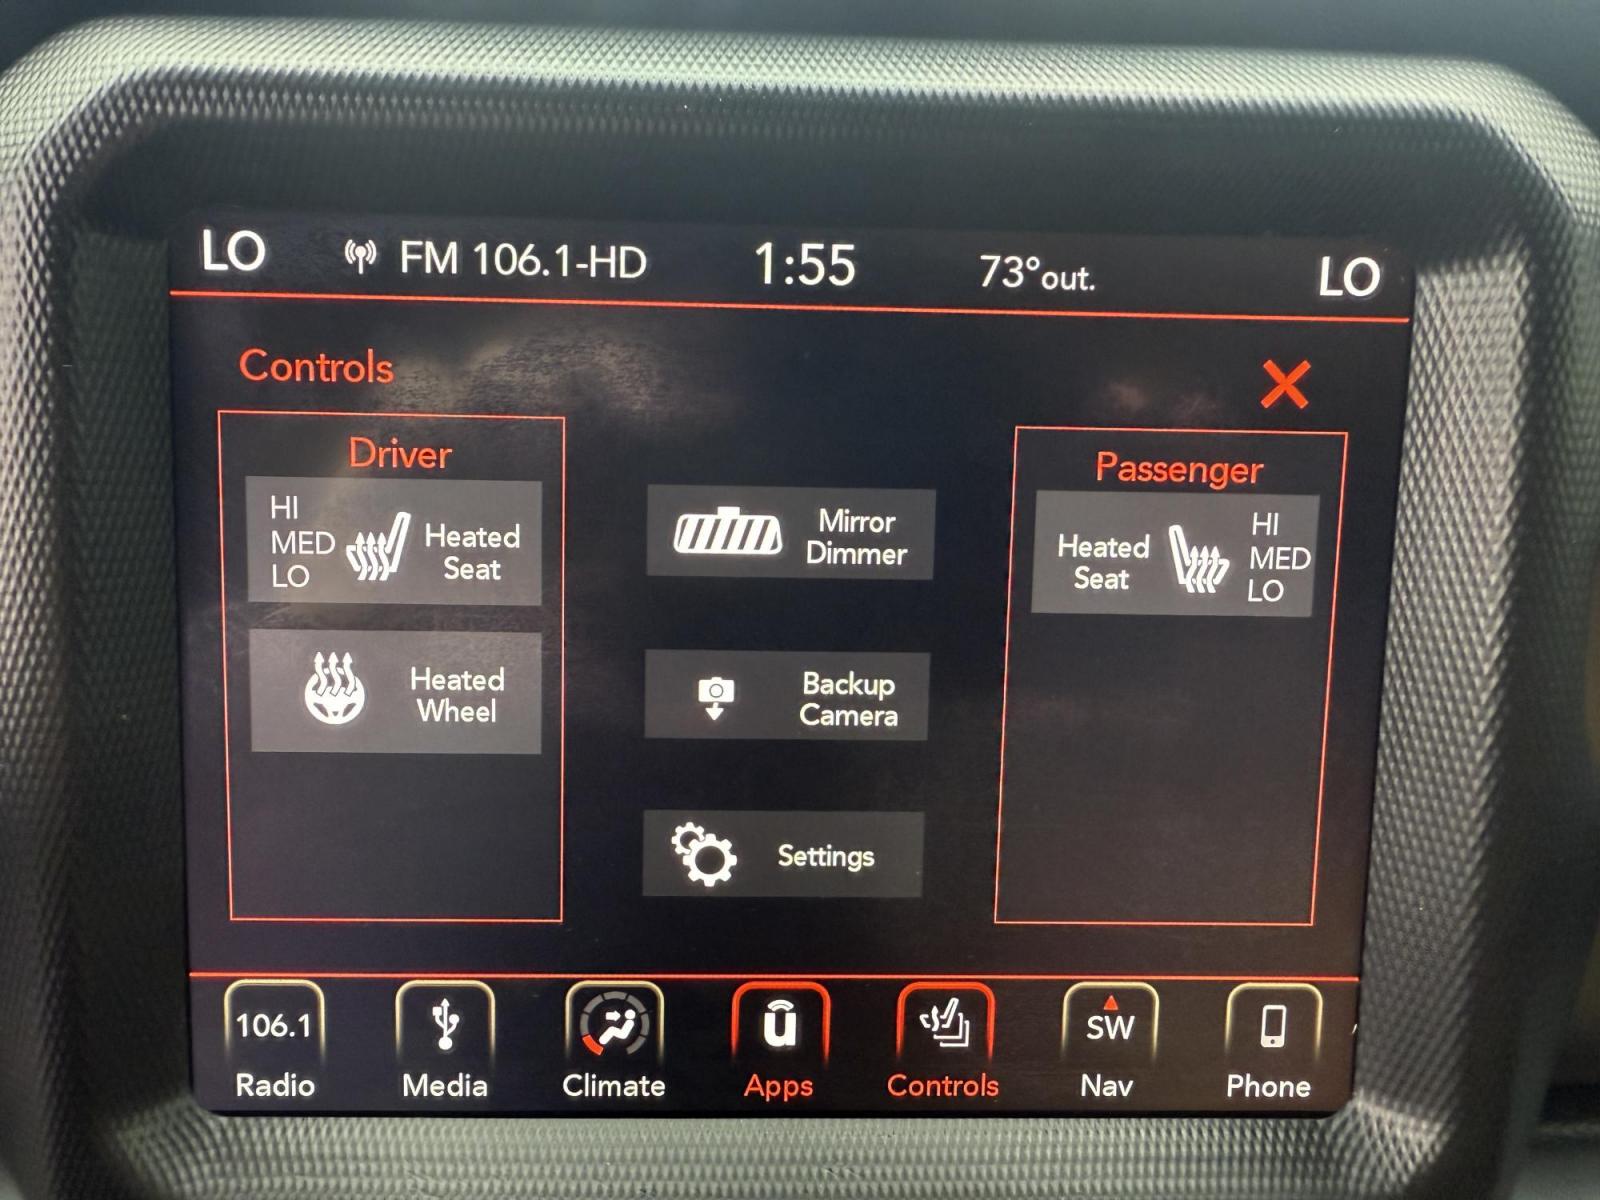 LO FM 106.1-HD 1:55 73°out. LO
Controls
Driver
HI
MED
LO
Heated
Seat
Heated
Wheel
Mirror
Dimmer
Backup
Camera
Settings
Passenger
Heated
Seat
HI
MED
LO
106.1
Radio
Media
Climate
u
Apps
Controls
SW
Nav
Phone